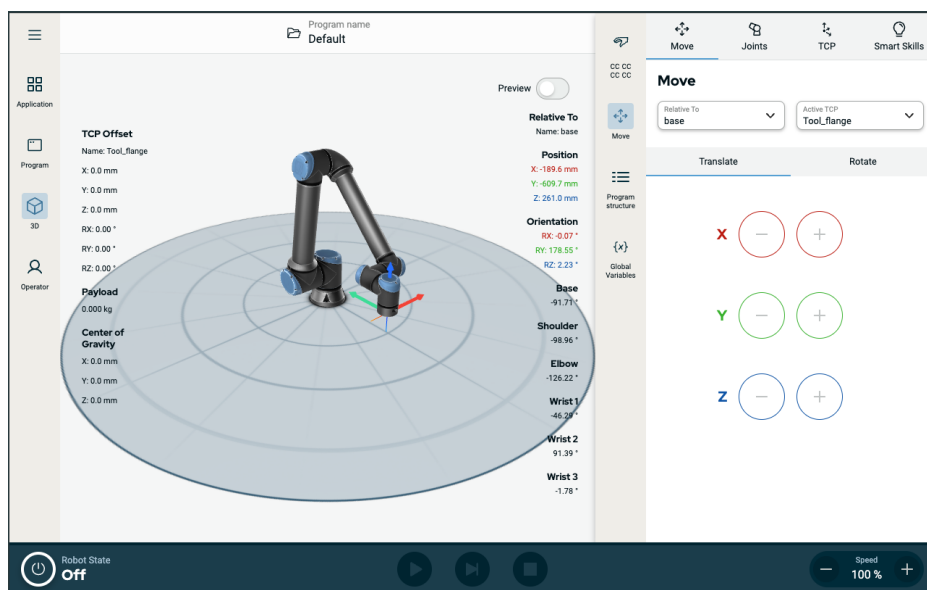 Program name
Default
Application
Program
3D
Operator
Preview
TCP Offset
Name: Tool_flange
X: 0.0 mm
Y: 0.0 mm
Z: 0.0 mm
RX: 0.00 °
RY: 0.00 °
RZ: 0.00 °
Payload
0.000 kg
Center of
Gravity
X: 0.0 mm
Y: 0.0 mm
Z: 0.0 mm
Relative To
Name: base
Position
X: -189.6 mm
Y: -609.7 mm
Z: 261.0 mm
Orientation
RX: -0.07 °
RY: 178.55 °
RZ: 2.23 °
Base
-91.71 °
Shoulder
-98.96 °
Elbow
-126.22 °
Wrist 1
-46.29 °
Wrist 2
91.39 °
Wrist 3
-1.78 °
CC CC
CC CC
Move
Program
structure
{x}
Global
Variables
Move
Joints
TCP
Smart Skills
Move
Relative To
base
Active TCP
Tool_flange
Translate
Rotate
X − +
Y − +
Z − +
Robot State
Off
Speed
− 100 % +